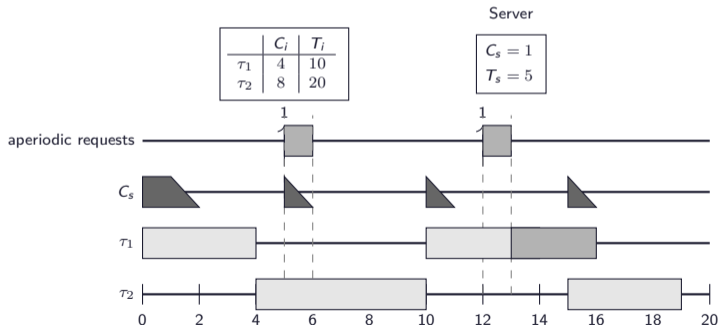 Server
Cᵢ Tᵢ
τ₁ 4 10
τ₂ 8 20
Cₛ = 1
Tₛ = 5
1 1
aperiodic requests
Cₛ
τ₁
τ₂
0 2 4 6 8 10 12 14 16 18 20